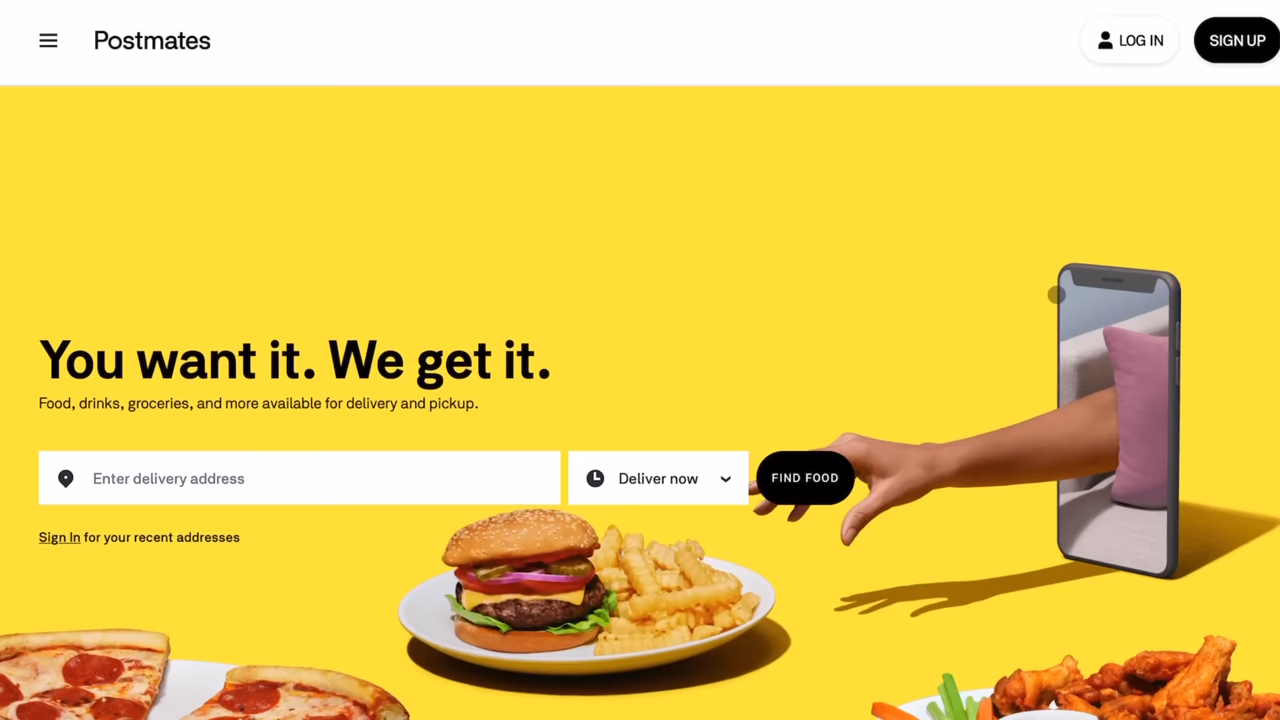 Postmates
LOG IN
SIGN UP
You want it. We get it.
Food, drinks, groceries, and more available for delivery and pickup.
Enter delivery address
Deliver now
FIND FOOD
Sign In for your recent addresses